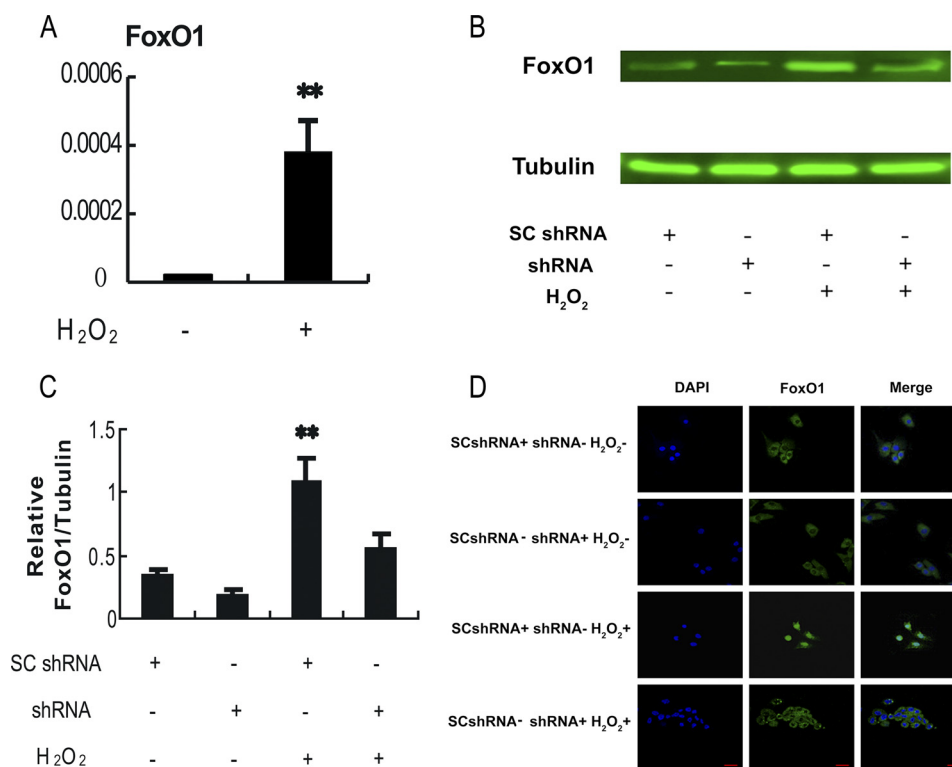 A
FoxO1
0.0006
**
0.0004
0.0002
0
H2O2 - +
B
FoxO1
Tubulin
SC shRNA + - + -
shRNA - + - +
H2O2 - - + +
C
Relative
FoxO1/Tubulin
1.5
**
1
0.5
0
SC shRNA + - + -
shRNA - + - +
H2O2 - - + +
D
DAPI FoxO1 Merge
SCshRNA+ shRNA- H2O2-
SCshRNA- shRNA+ H2O2-
SCshRNA+ shRNA- H2O2+
SCshRNA- shRNA+ H2O2+